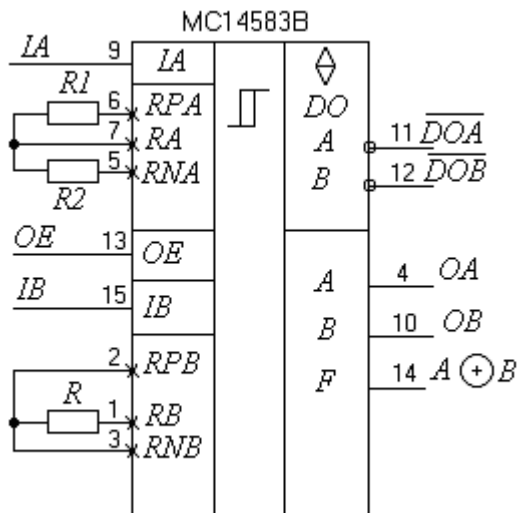 MC14583B
IA 9 IA
R1 6 RPA DO
7 RA A 11 DOA
R2 5 RNA B 12 DOB
OE 13 OE
IB 15 IB A 4 OA
B 10 OB
2 RPB F 14 A ⊕ B
R 1 RB
3 RNB